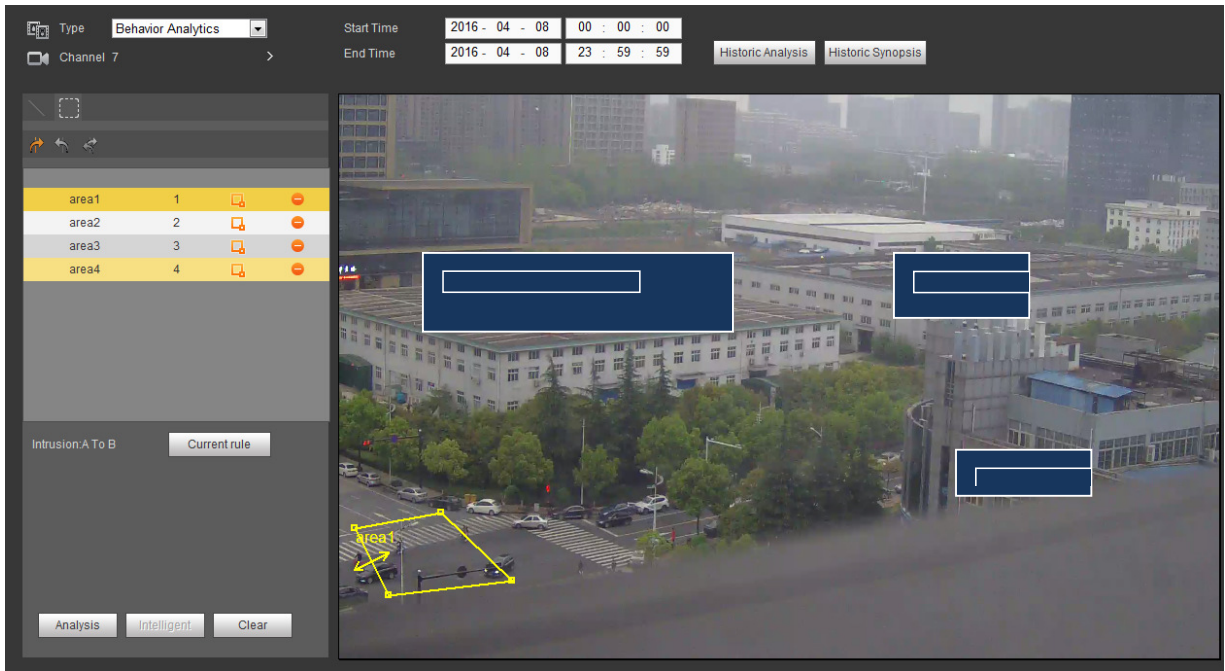 Type Behavior Analytics
Channel 7 >
Start Time 2016 - 04 - 08 00 : 00 : 00
End Time 2016 - 04 - 08 23 : 59 : 59
Historic Analysis Historic Synopsis
area1 1
area2 2
area3 3
area4 4
Intrusion:A To B Current rule
Analysis Intelligent Clear
area1